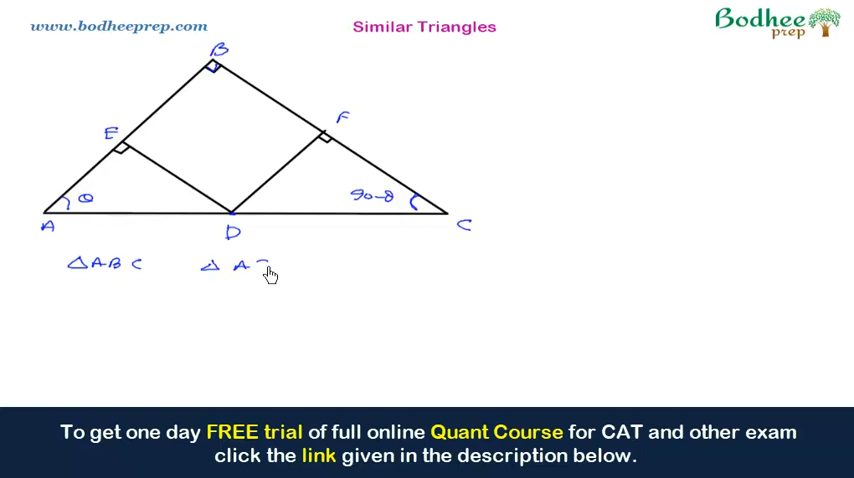 www.bodheeprep.com
Similar Triangles
Bodhee
prep
B
E
F
θ
90-θ
A
D
C
△ABC △ A
To get one day FREE trial of full online Quant Course for CAT and other exam
click the link given in the description below.